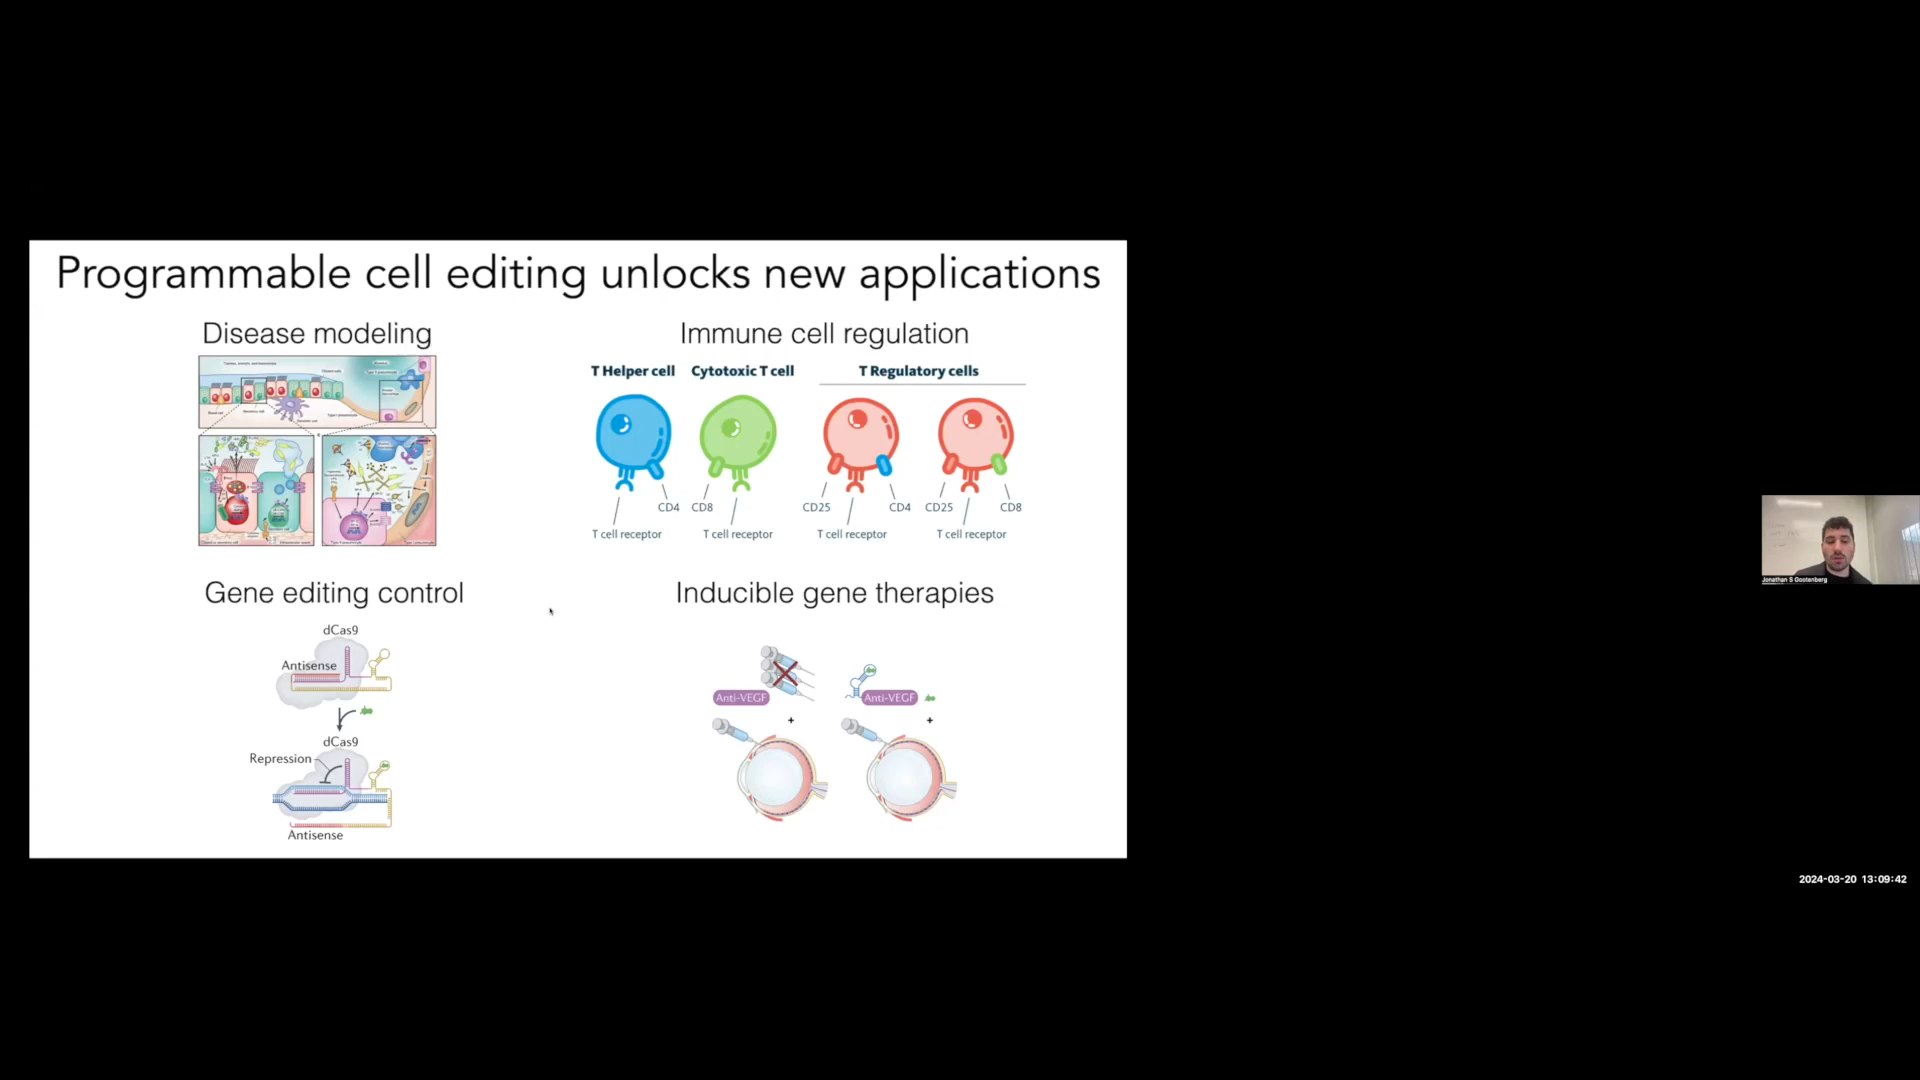 Programmable cell editing unlocks new applications
Disease modeling
Immune cell regulation
T Helper cell
Cytotoxic T cell
T Regulatory cells
CD4
CD8
CD25
CD4
CD25
CD8
T cell receptor
T cell receptor
T cell receptor
T cell receptor
Gene editing control
dCas9
Antisense
dCas9
Repression
Antisense
Inducible gene therapies
Anti-VEGF
+
Anti-VEGF
+
Jonathan S Gootenberg
2024-03-20 13:09:42